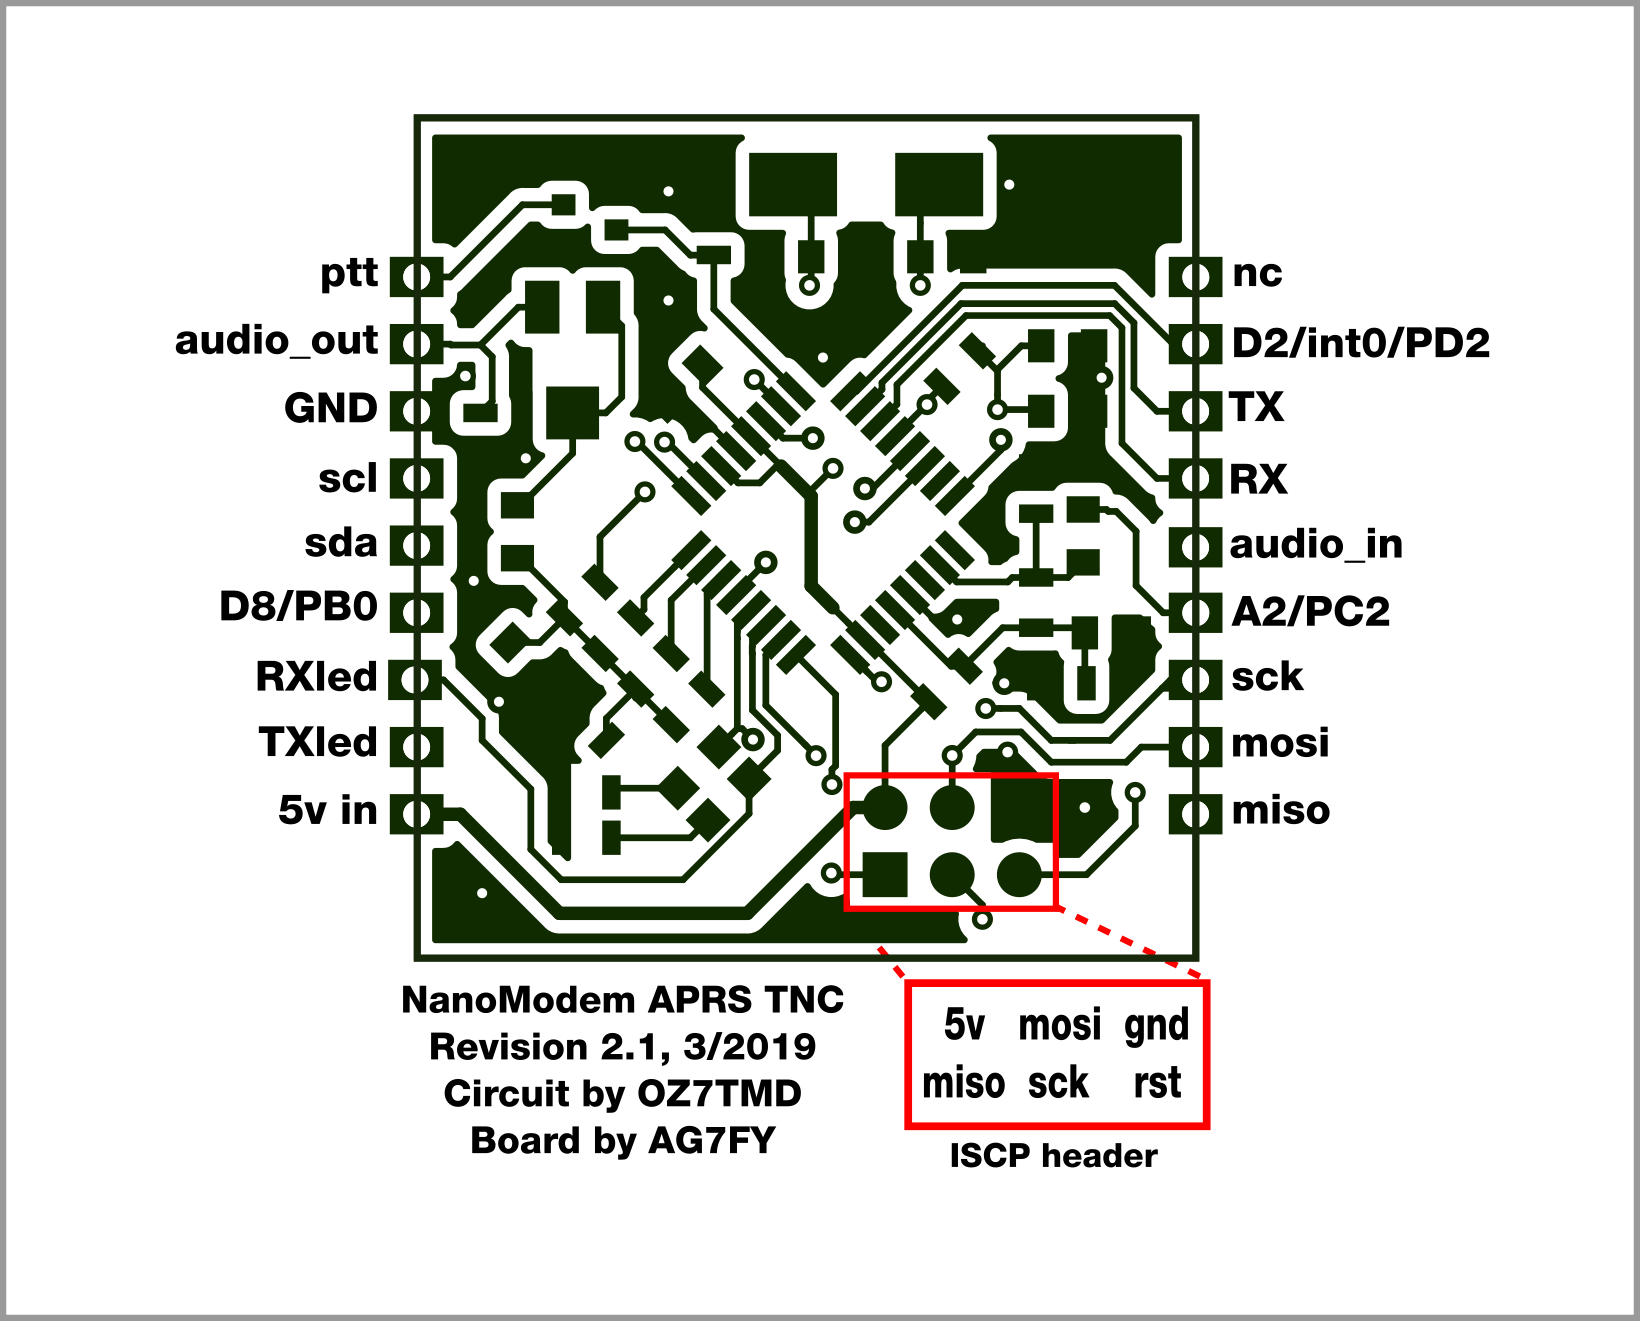 ptt
audio_out
GND
scl
sda
D8/PB0
RXled
TXled
5v in
nc
D2/int0/PD2
TX
RX
audio_in
A2/PC2
sck
mosi
miso
NanoModem APRS TNC
Revision 2.1, 3/2019
Circuit by OZ7TMD
Board by AG7FY
5v mosi gnd
miso sck rst
ISCP header